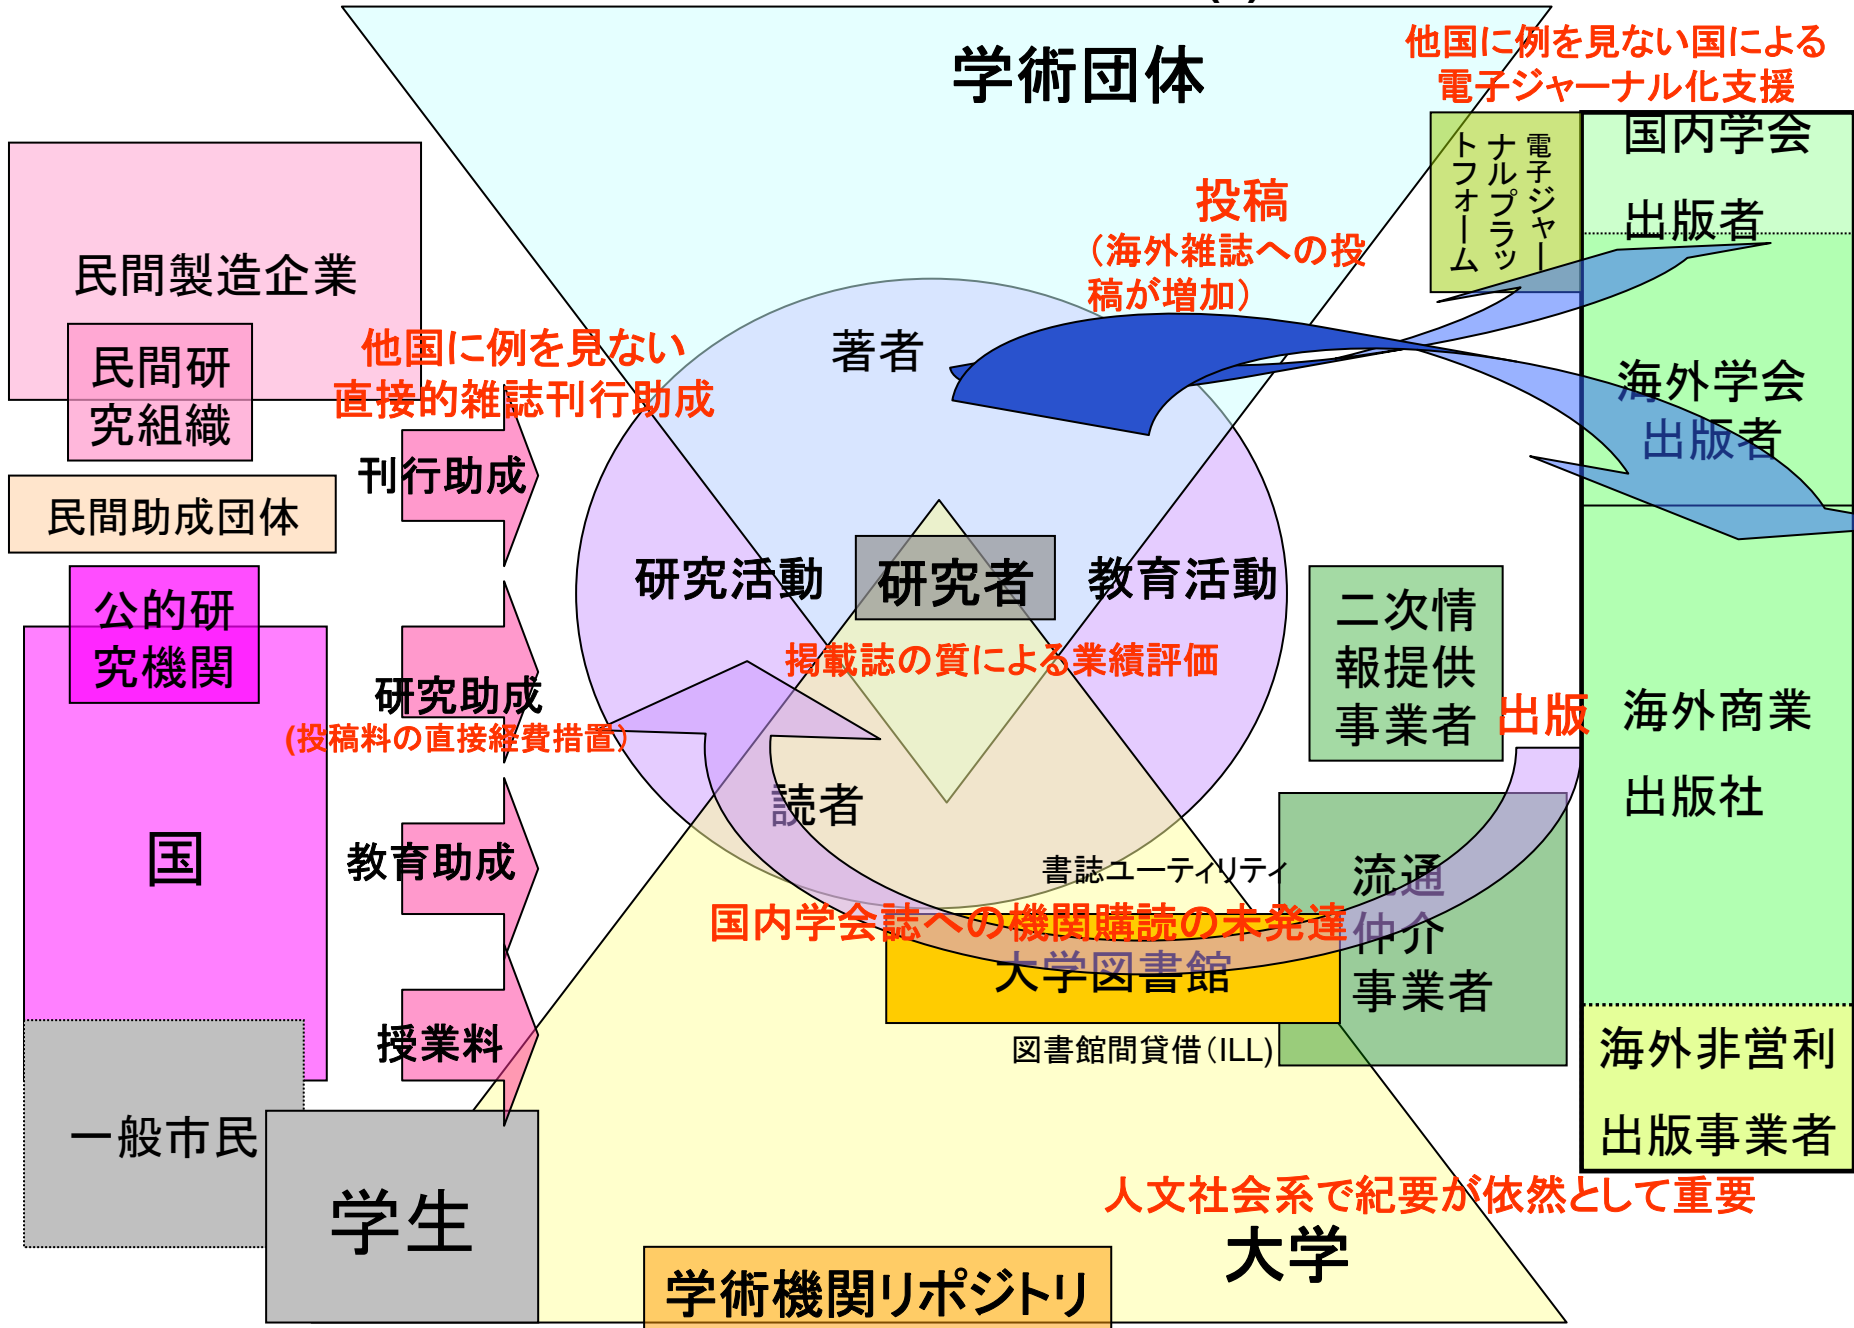 学術団体
他国に例を見ない国による
電子ジャーナル化支援
国内学会
出版者
電子ジャー
ナルプラッ
トフォーム
民間製造企業
投稿
（海外雑誌への投
稿が増加）
民間研
究組織
他国に例を見ない
直接的雑誌刊行助成
著者
海外学会
出版者
刊行助成
民間助成団体
研究活動
研究者
教育活動
公的研
究機関
掲載誌の質による業績評価
二次情
報提供
事業者
研究助成
(投稿料の直接経費措置）
出版
海外商業
出版社
読者
国
教育助成
書誌ユーティリティ
流通
仲介
事業者
国内学会誌への機関購読の未発達
大学図書館
授業料
図書館間貸借（ILL)
海外非営利
出版事業者
一般市民
学生
人文社会系で紀要が依然として重要
大学
学術機関リポジトリ